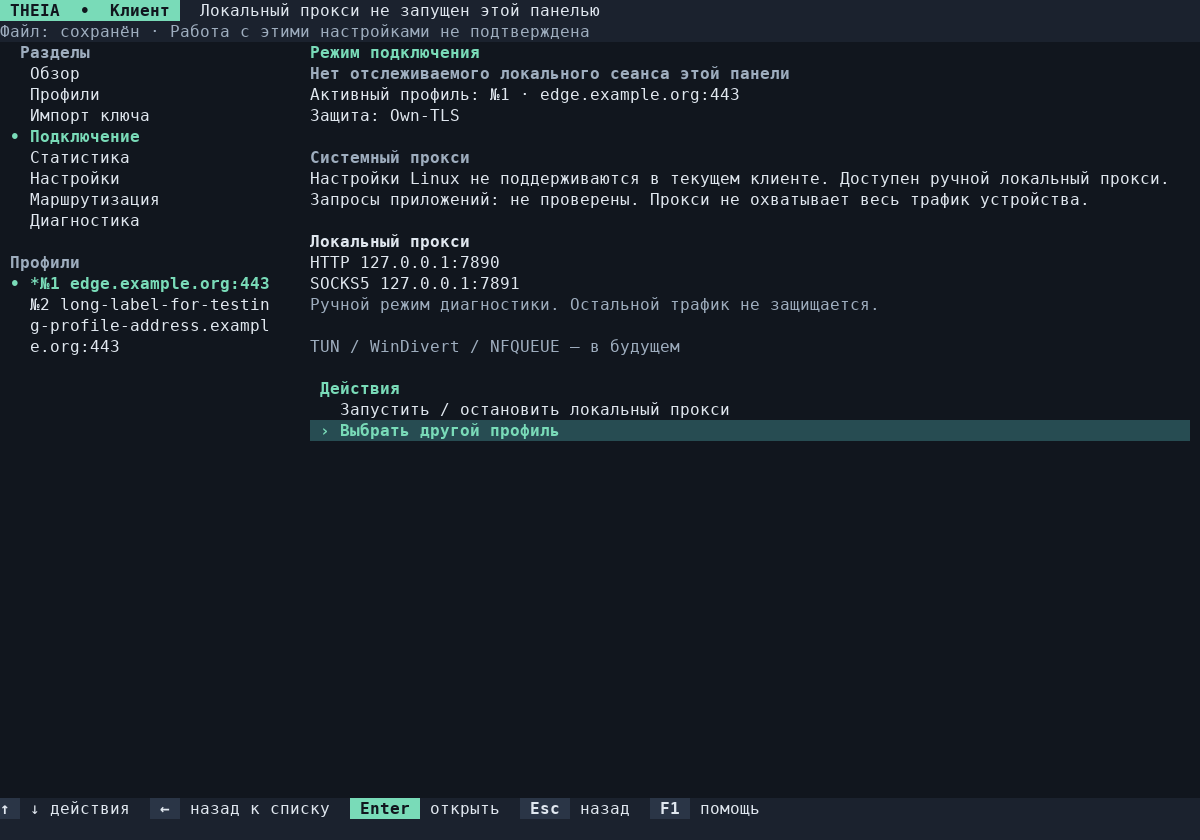 THEIA • Клиент Локальный прокси не запущен этой панелью
Файл: сохранён · Работа с этими настройками не подтверждена
Разделы
Обзор
Профили
Импорт ключа
• Подключение
Статистика
Настройки
Маршрутизация
Диагностика
Профили
• *№1 edge.example.org:443
№2 long-label-for-testin
g-profile-address.exampl
e.org:443
Режим подключения
Нет отслеживаемого локального сеанса этой панели
Активный профиль: №1 · edge.example.org:443
Защита: Own-TLS
Системный прокси
Настройки Linux не поддерживаются в текущем клиенте. Доступен ручной локальный прокси.
Запросы приложений: не проверены. Прокси не охватывает весь трафик устройства.
Локальный прокси
HTTP 127.0.0.1:7890
SOCKS5 127.0.0.1:7891
Ручной режим диагностики. Остальной трафик не защищается.
TUN / WinDivert / NFQUEUE — в будущем
Действия
Запустить / остановить локальный прокси
› Выбрать другой профиль
↑ ↓ действия ← назад к списку Enter открыть Esc назад F1 помощь